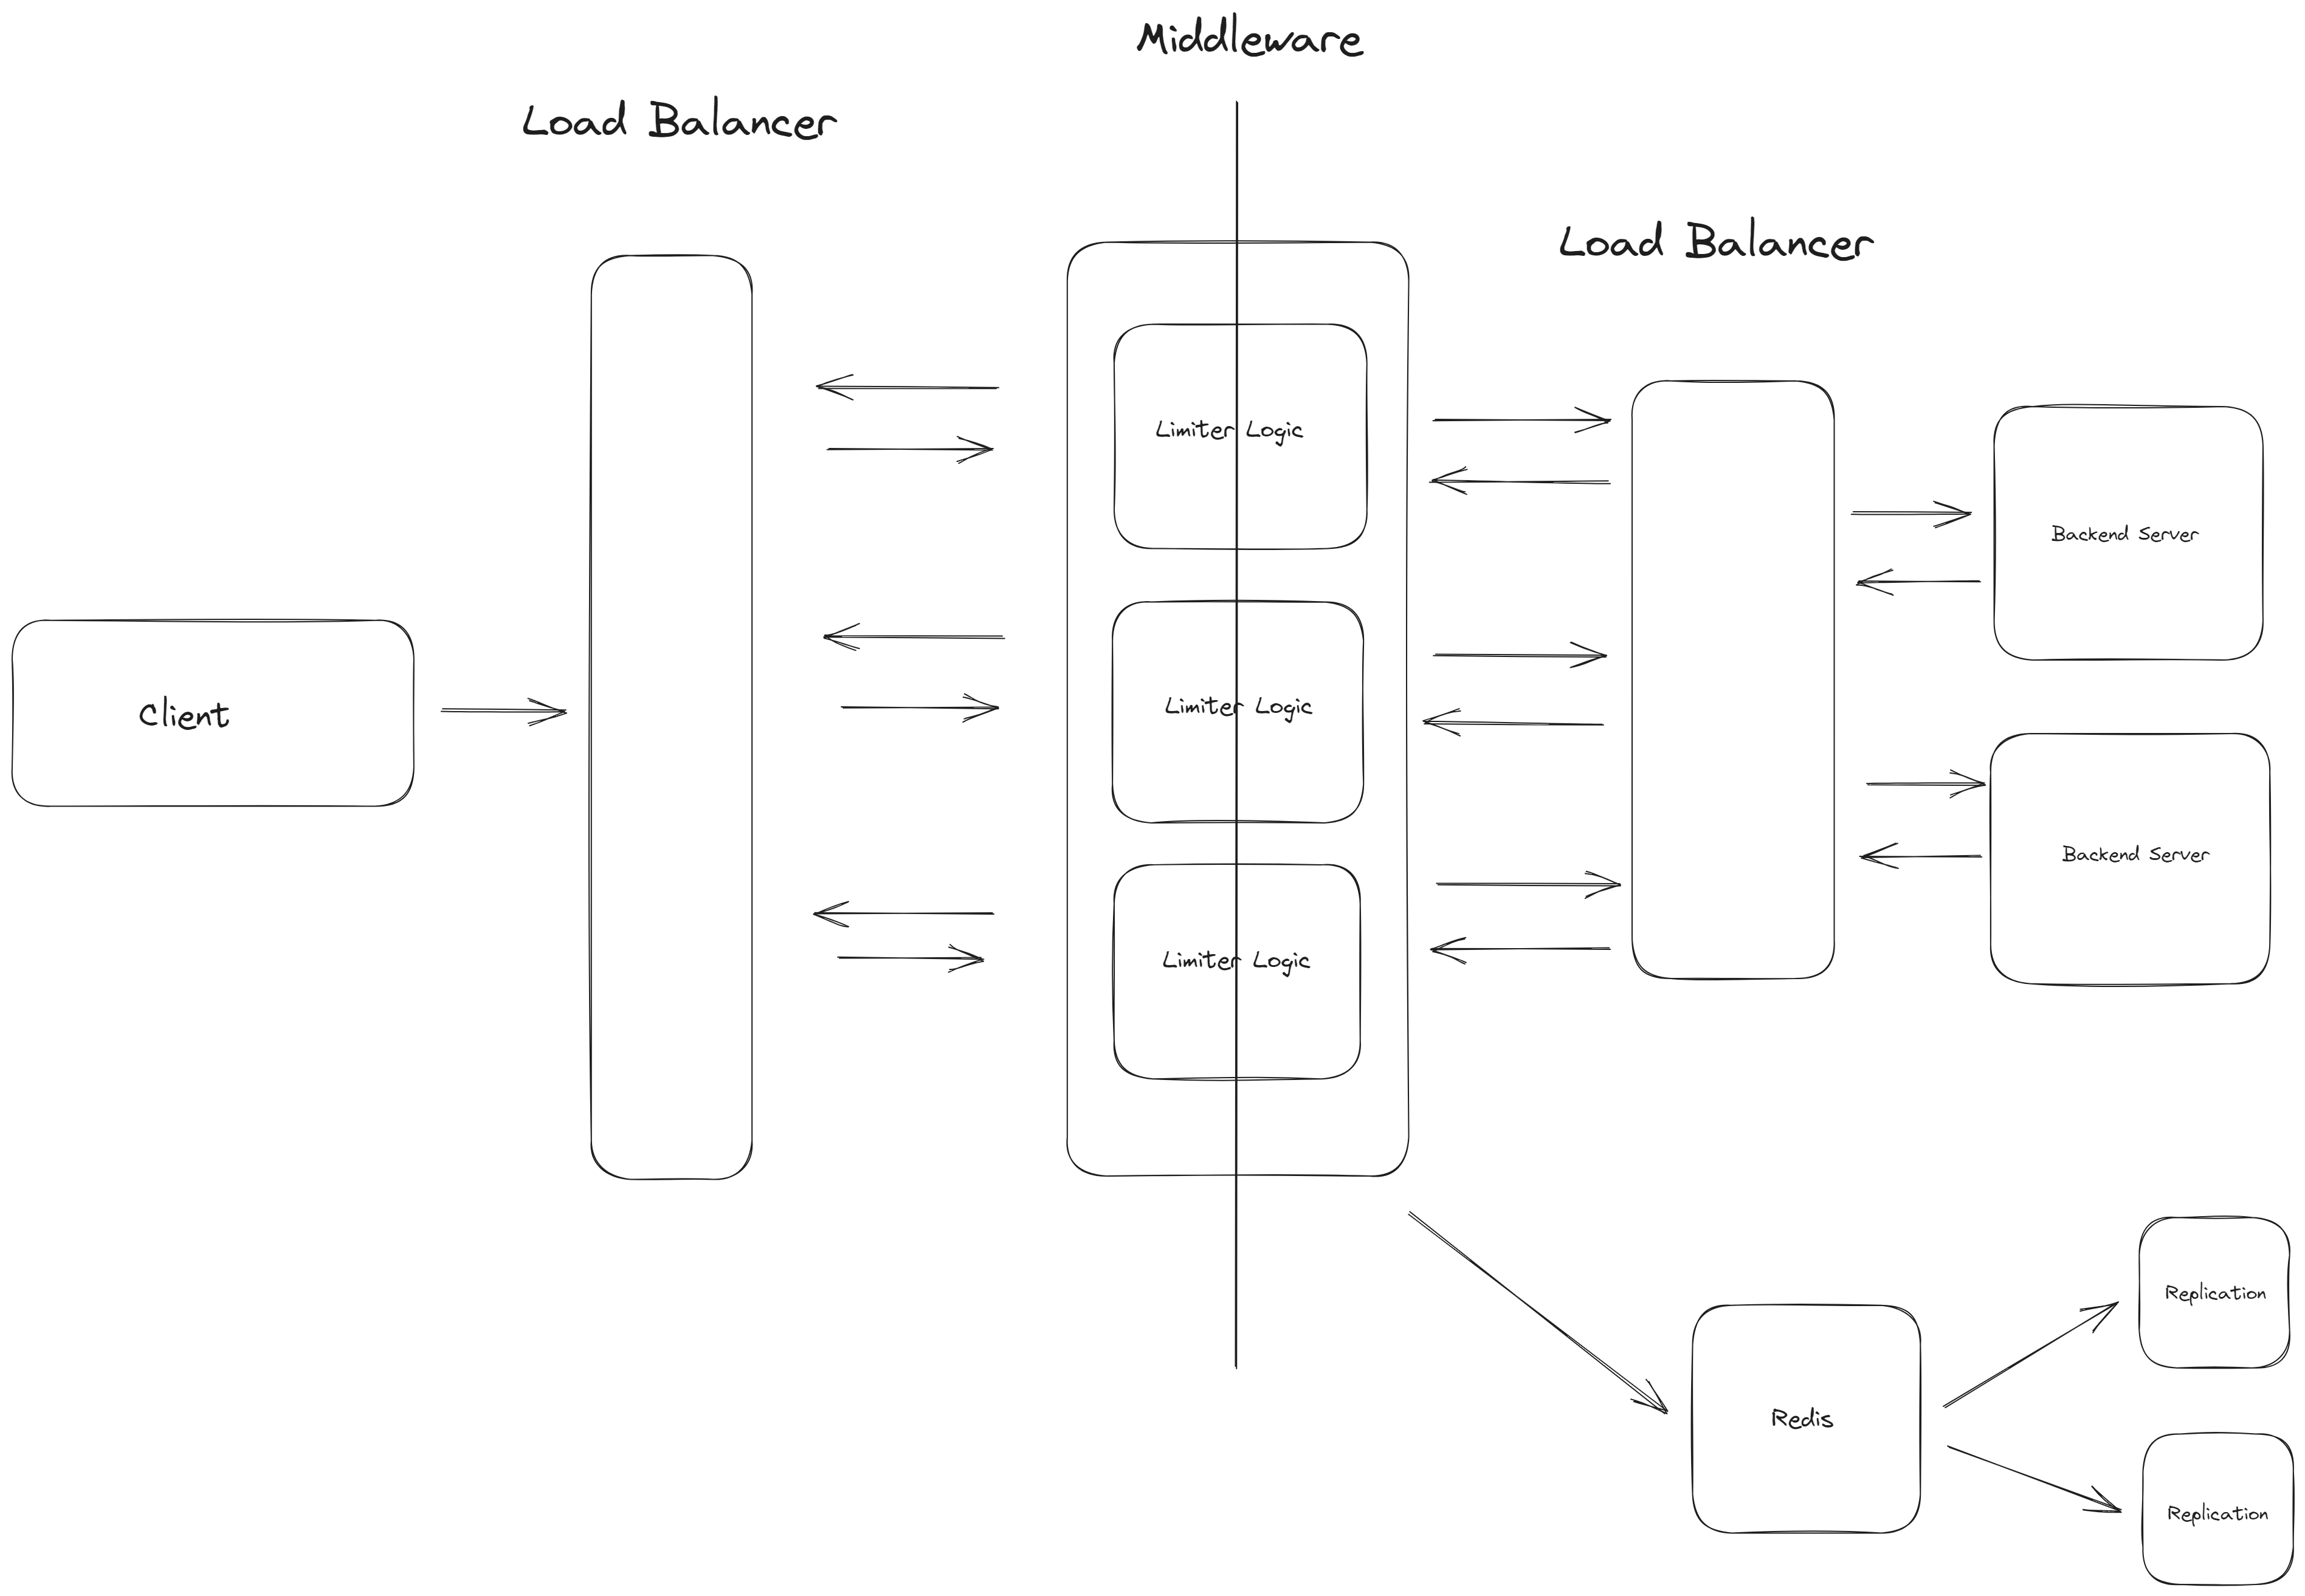 Middleware
Load Balancer
Load Balancer
Limiter Logic
Backend Server
Client
Limiter Logic
Backend Server
Limiter Logic
Replication
Redis
Replication